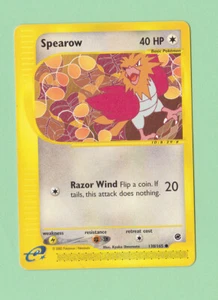 Spearow 40 HP
Basic Pokémon
Razor Wind Flip a coin. If
tails, this attack does nothing. 20
weakness resistance retreat cost